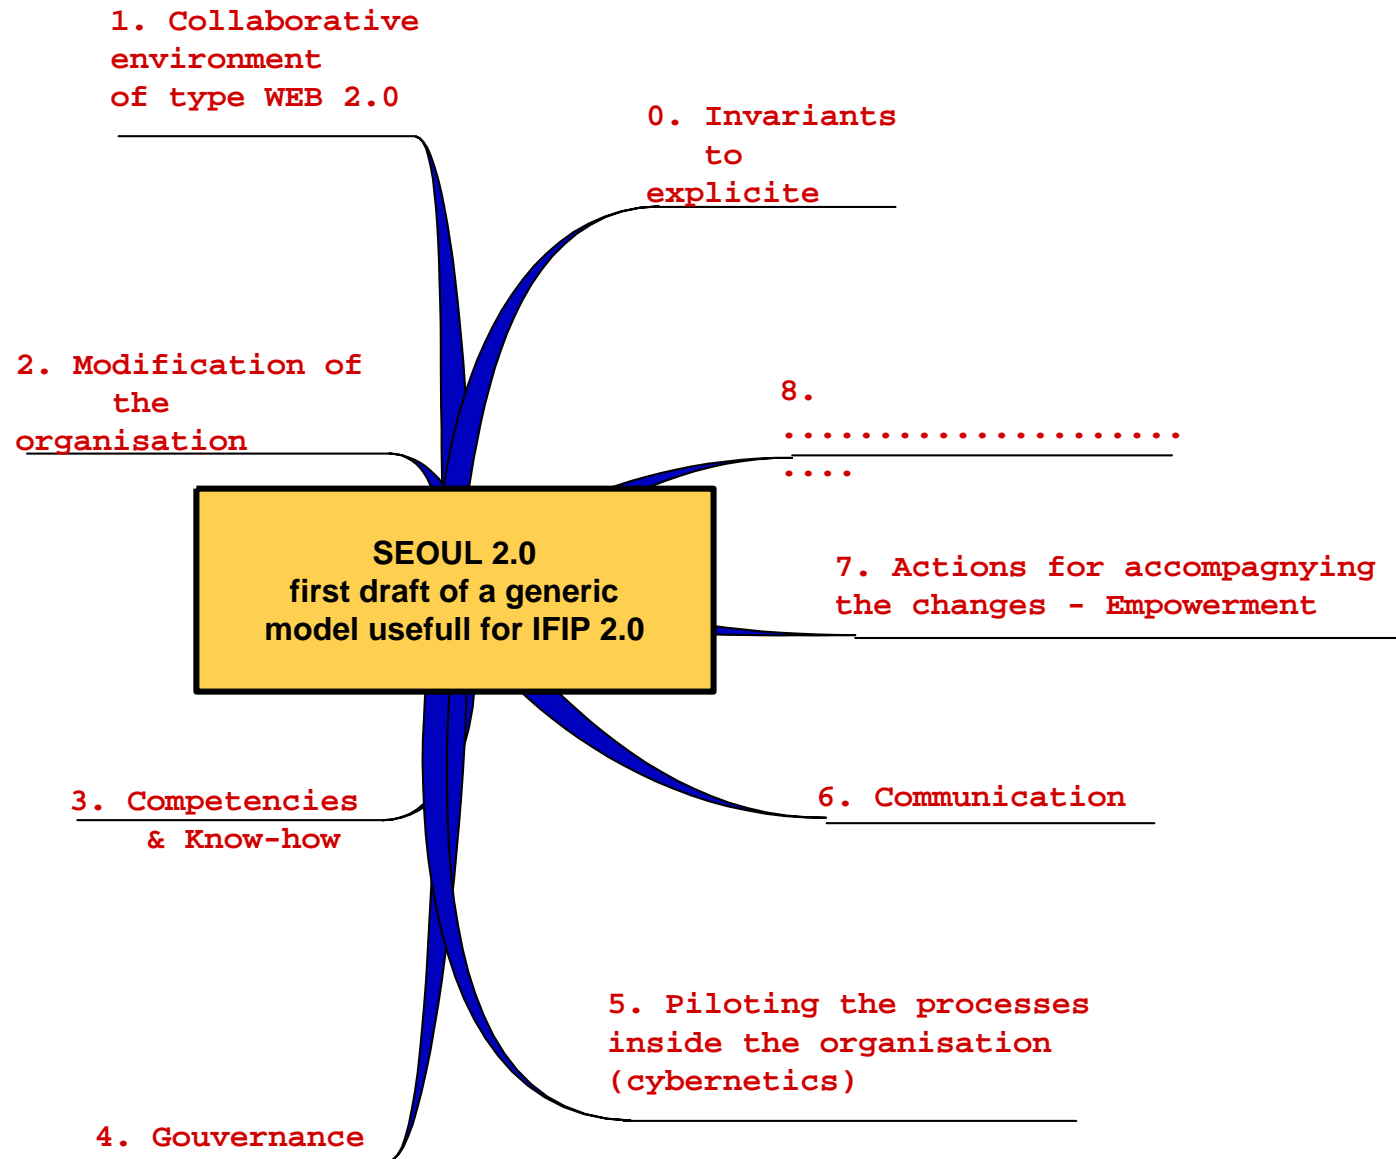 1. Collaborative
environment
of type WEB 2.0
0. Invariants
to
explicite
2. Modification of
the
organisation
8.
.....................
....
SEOUL 2.0
first draft of a generic
model usefull for IFIP 2.0
7. Actions for accompagnying
the changes - Empowerment
3. Competencies
& Know-how
6. Communication
5. Piloting the processes
inside the organisation
(cybernetics)
4. Gouvernance